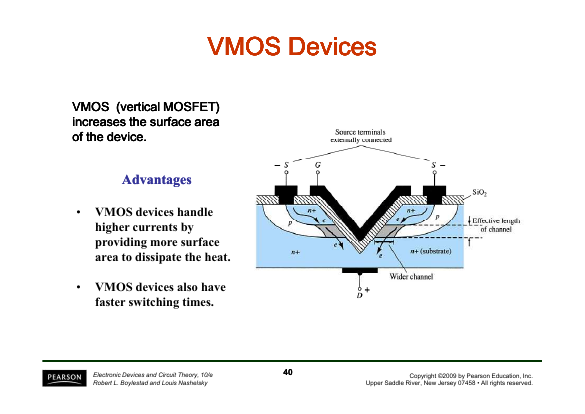 VMOS Devices
VMOS (vertical MOSFET)
increases the surface area
of the device.
Advantages
• VMOS devices handle
higher currents by
providing more surface
area to dissipate the heat.
• VMOS devices also have
faster switching times.
Source terminals
externally connected
− S
G
S −
SiO2
n+
e
p
n+
e
p
Effective length
of channel
n+
e
e
n+ (substrate)
Wider channel
D +
PEARSON
Electronic Devices and Circuit Theory, 10/e
Robert L. Boylestad and Louis Nashelsky
40
Copyright ©2009 by Pearson Education, Inc.
Upper Saddle River, New Jersey 07458 • All rights reserved.